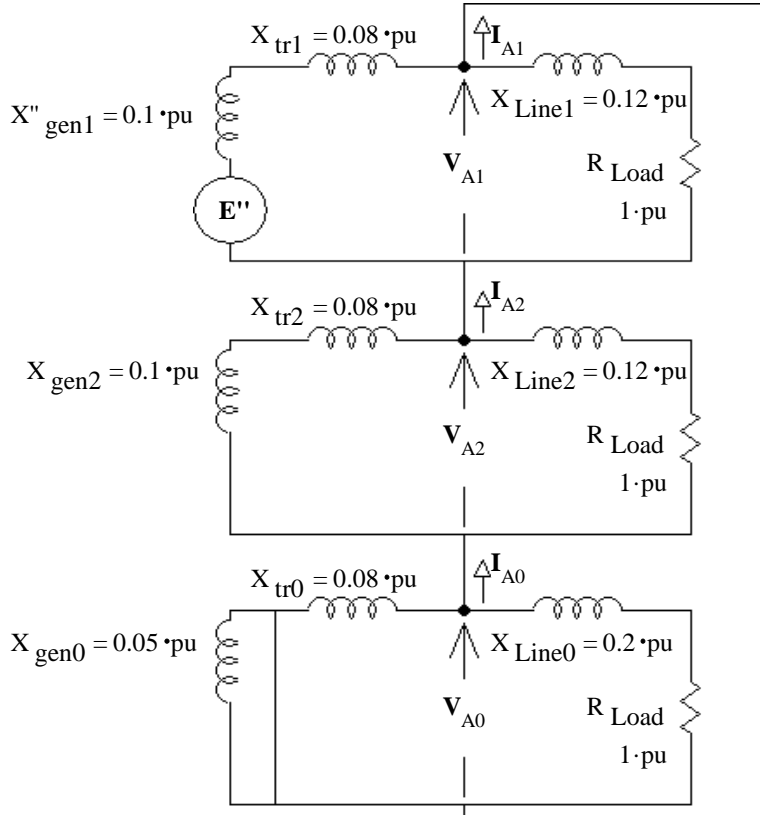 X tr1 = 0.08 •pu
I A1
X" gen1 = 0.1 •pu
X Line1 = 0.12 •pu
V A1
R Load
1·pu
E"
X tr2 = 0.08 •pu
I A2
X gen2 = 0.1 •pu
X Line2 = 0.12 •pu
V A2
R Load
1·pu
X tr0 = 0.08 •pu
I A0
X gen0 = 0.05 •pu
X Line0 = 0.2 •pu
V A0
R Load
1·pu